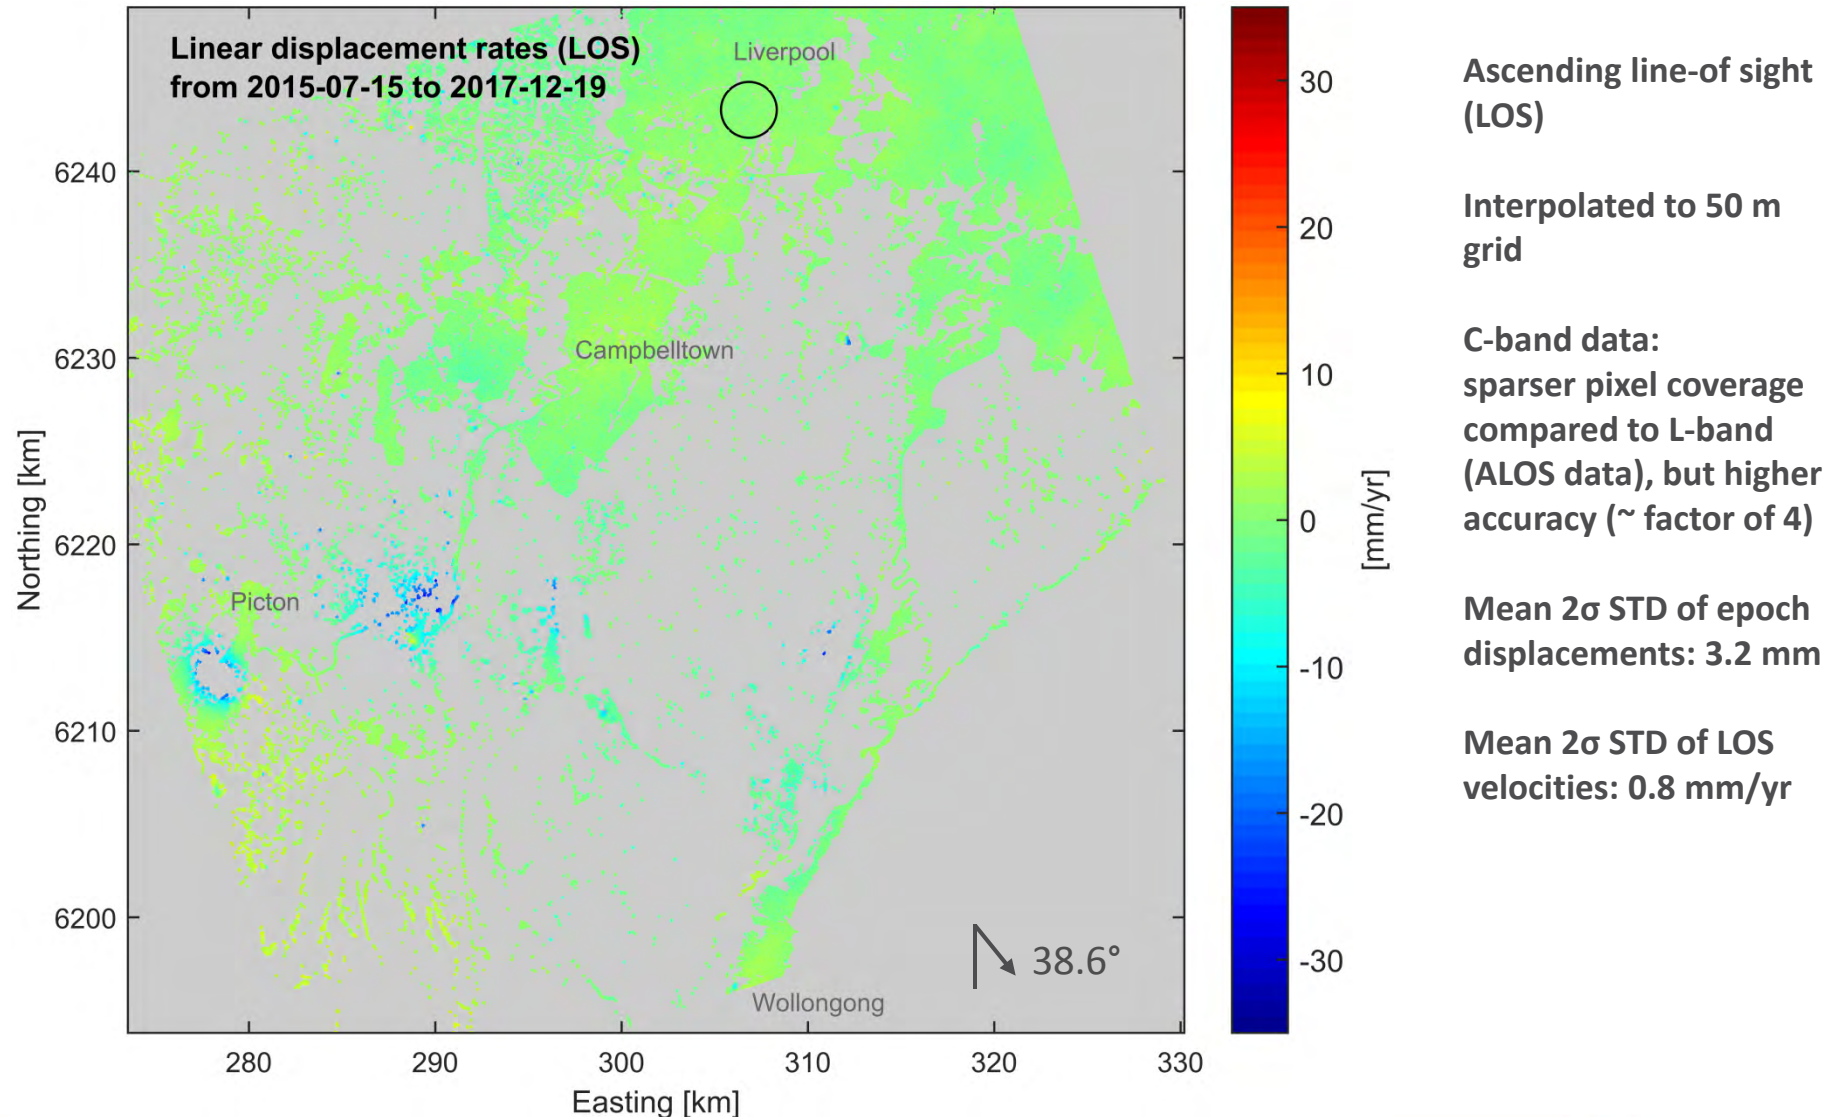 Linear displacement rates (LOS)
from 2015-07-15 to 2017-12-19
Liverpool
Campbelltown
Picton
Wollongong
38.6°
6240
6230
6220
6210
6200
Northing [km]
280
290
300
310
320
330
Easting [km]
30
20
10
0
-10
-20
-30
[mm/yr]
Ascending line-of sight
(LOS)
Interpolated to 50 m
grid
C-band data:
sparser pixel coverage
compared to L-band
(ALOS data), but higher
accuracy (~ factor of 4)
Mean 2σ STD of epoch
displacements: 3.2 mm
Mean 2σ STD of LOS
velocities: 0.8 mm/yr